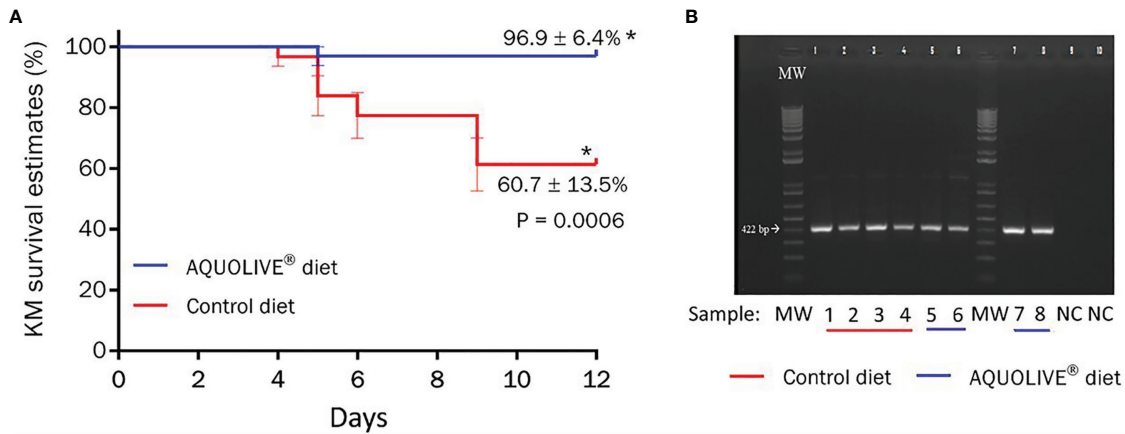 A
KM survival estimates (%)
100
80
60
40
20
0
96.9 ± 6.4% *
*
60.7 ± 13.5%
P = 0.0006
AQUOLIVE® diet
Control diet
0 2 4 6 8 10 12
Days
B
1 2 3 4 5 6 7 8 9 10
MW
422 bp→
Sample: MW 1 2 3 4 5 6 MW 7 8 NC NC
Control diet AQUOLIVE® diet